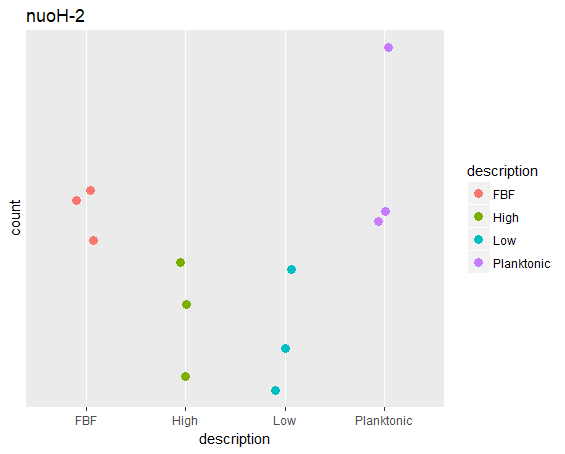 nuoH-2
count
FBF High Low Planktonic
description
description
FBF
High
Low
Planktonic